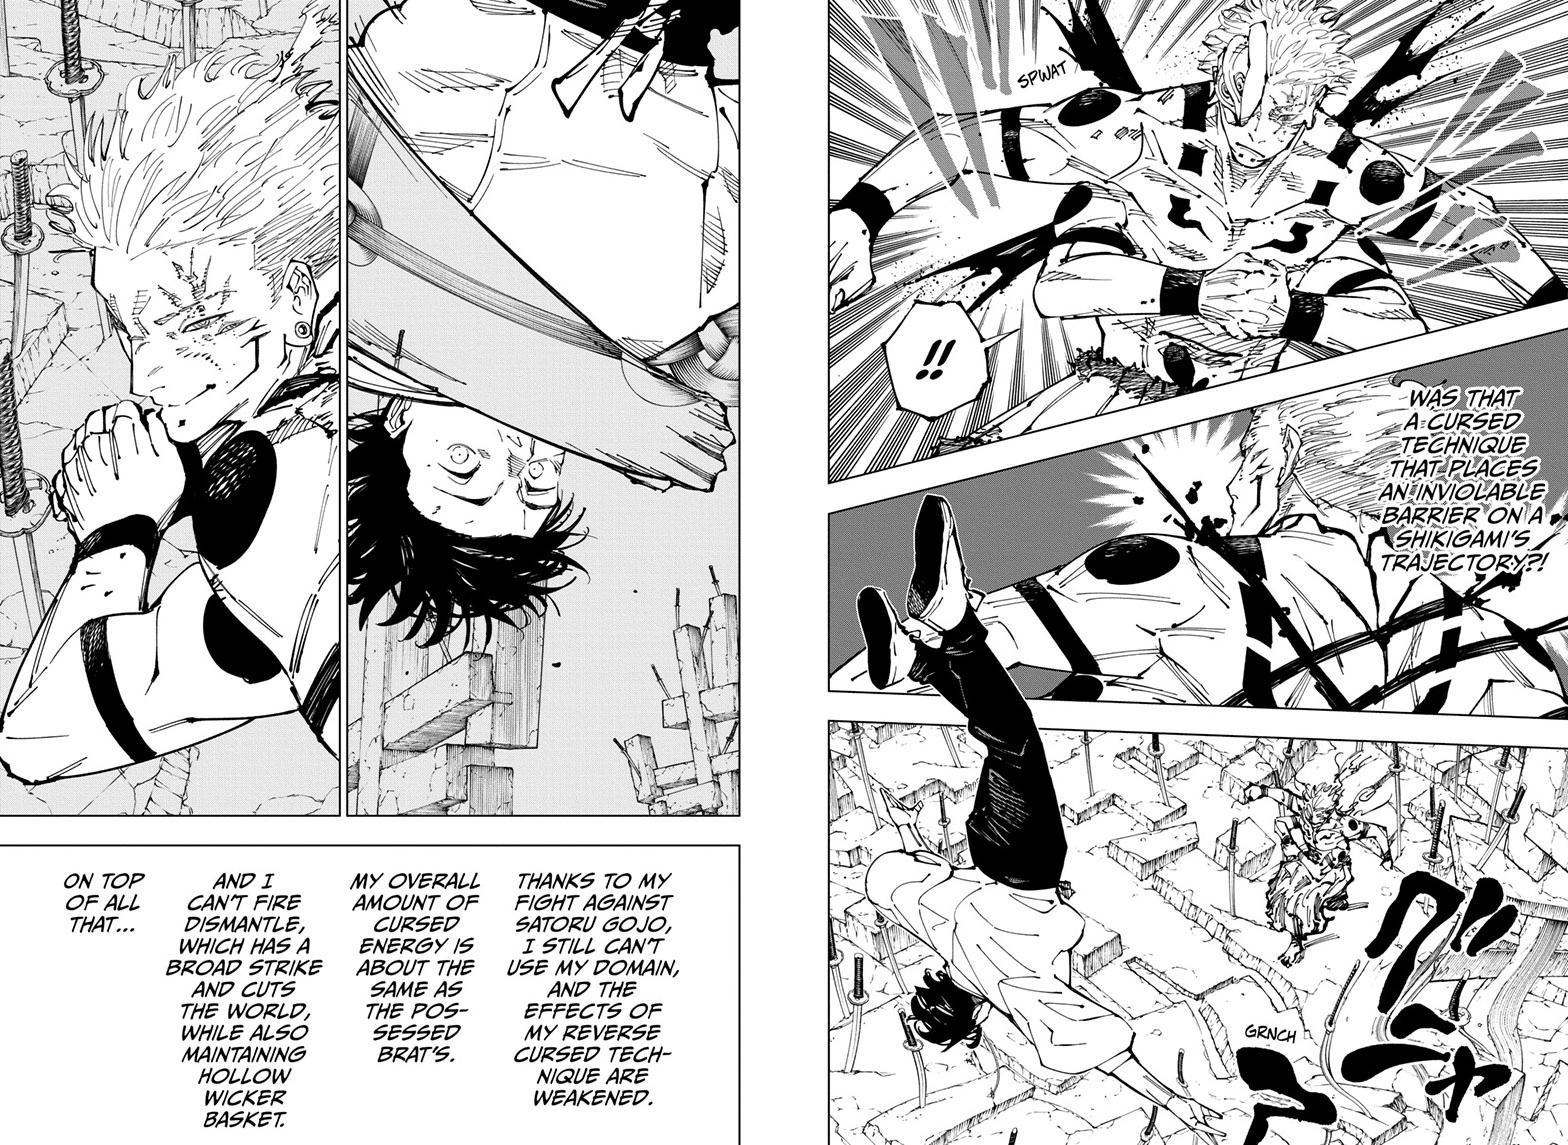 SPWAT
!!
WAS THAT
A CURSED
TECHNIQUE
THAT PLACES
AN INVIOLABLE
BARRIER ON A
SHIKIGAMI'S
TRAJECTORY?!
グニャ
GRNCH
THANKS TO MY
FIGHT AGAINST
SATORU GOJO,
I STILL CAN'T
USE MY DOMAIN,
AND THE
EFFECTS OF
MY REVERSE
CURSED TECH-
NIQUE ARE
WEAKENED.
MY OVERALL
AMOUNT OF
CURSED
ENERGY IS
ABOUT THE
SAME AS
THE POS-
SESSED
BRAT'S.
AND I
CAN'T FIRE
DISMANTLE,
WHICH HAS A
BROAD STRIKE
AND CUTS
THE WORLD,
WHILE ALSO
MAINTAINING
HOLLOW
WICKER
BASKET.
ON TOP
OF ALL
THAT...